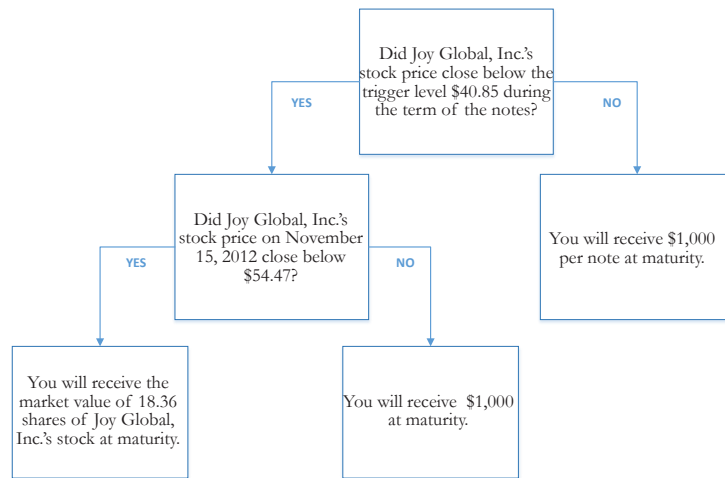 Did Joy Global, Inc.'s
stock price close below the
trigger level $40.85 during
the term of the notes?
YES
NO
Did Joy Global, Inc.'s
stock price on November
15, 2012 close below
$54.47?
You will receive $1,000
per note at maturity.
YES
NO
You will receive the
market value of 18.36
shares of Joy Global,
Inc.'s stock at maturity.
You will receive $1,000
at maturity.